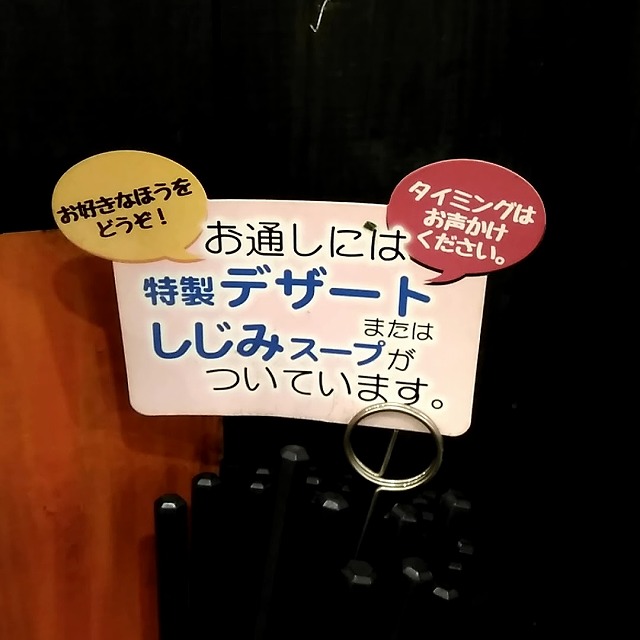 お好きなほうを
どうぞ！
タイミングは
お声かけ
ください。
お通しには
特製デザート
または
しじみスープが
ついています。